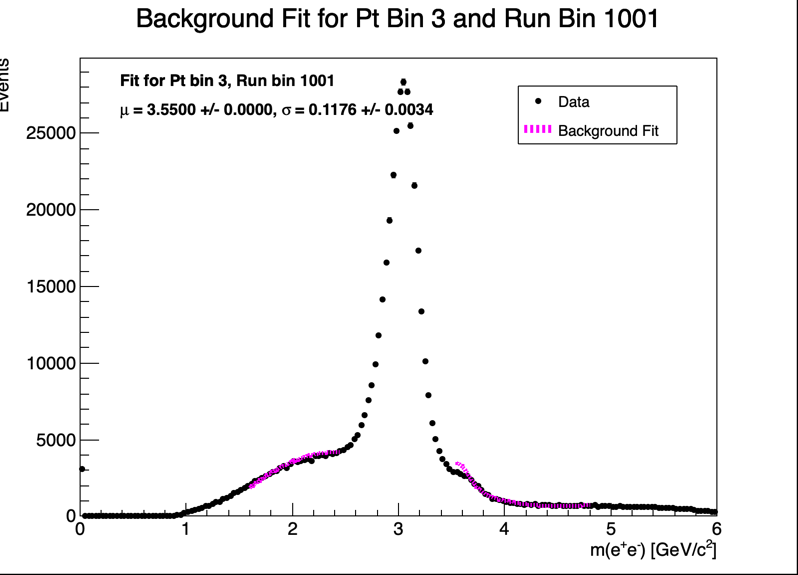 Background Fit for Pt Bin 3 and Run Bin 1001
Events
Fit for Pt bin 3, Run bin 1001
μ = 3.5500 +/- 0.0000, σ = 0.1176 +/- 0.0034
Data
Background Fit
25000
20000
15000
10000
5000
0
0 1 2 3 4 5 6
m(e⁺e⁻) [GeV/c²]